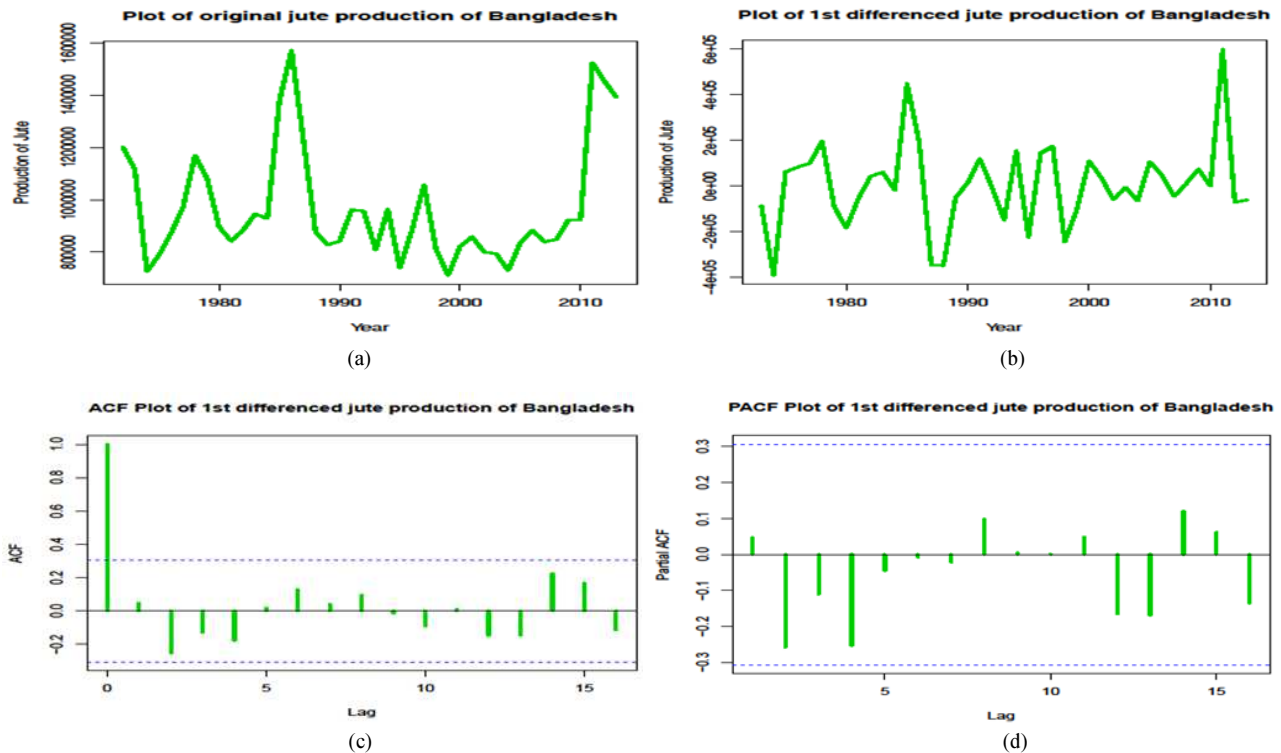 Plot of original jute production of Bangladesh
Production of Jute
160000
140000
120000
100000
80000
1980
1990
2000
2010
Year
(a)
Plot of 1st differenced jute production of Bangladesh
Production of Jute
6e+05
4e+05
2e+05
0e+00
−2e+05
−4e+05
1980
1990
2000
2010
Year
(b)
ACF Plot of 1st differenced jute production of Bangladesh
ACF
1.0
0.8
0.6
0.4
0.2
0.0
−0.2
0
5
10
15
Lag
(c)
PACF Plot of 1st differenced jute production of Bangladesh
Partial ACF
0.3
0.2
0.1
0.0
−0.1
−0.2
−0.3
5
10
15
Lag
(d)